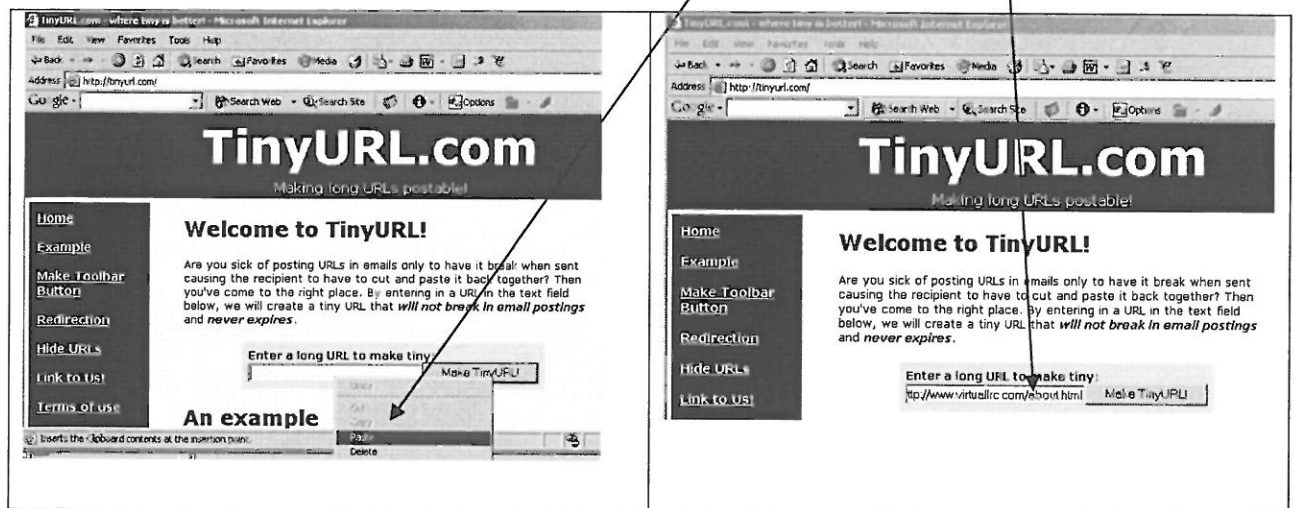 TinyURL.com - where tiny is better! - Microsoft Internet Explorer
File Edit View Favorites Tools Help
Back Search Favorites Media
Address http://tinyurl.com/
Google Search Web Search Site Options
TinyURL.com
Making long URLs postable!
Home
Example
Make Toolbar
Button
Redirection
Hide URLs
Link to Us!
Terms of use
Welcome to TinyURL!
Are you sick of posting URLs in emails only to have it break when sent
causing the recipient to have to cut and paste it back together? Then
you've come to the right place. By entering in a URL in the text field
below, we will create a tiny URL that will not break in email postings
and never expires.
Enter a long URL to make tiny:
Make TinyURL!
An example
Undo
Cut
Copy
Paste
Delete
Inserts the Clipboard contents at the insertion point.
TinyURL.com - where tiny is better! - Microsoft Internet Explorer
File Edit View Favorites Tools Help
Back Search Favorites Media
Address http://tinyurl.com/
Google Search Web Search Site Options
TinyURL.com
Making long URLs postable!
Home
Example
Make Toolbar
Button
Redirection
Hide URLs
Link to Us!
Welcome to TinyURL!
Are you sick of posting URLs in emails only to have it break when sent
causing the recipient to have to cut and paste it back together? Then
you've come to the right place. By entering in a URL in the text field
below, we will create a tiny URL that will not break in email postings
and never expires.
Enter a long URL to make tiny:
ttp://www.virtuallrc.com/about.html Make TinyURL!